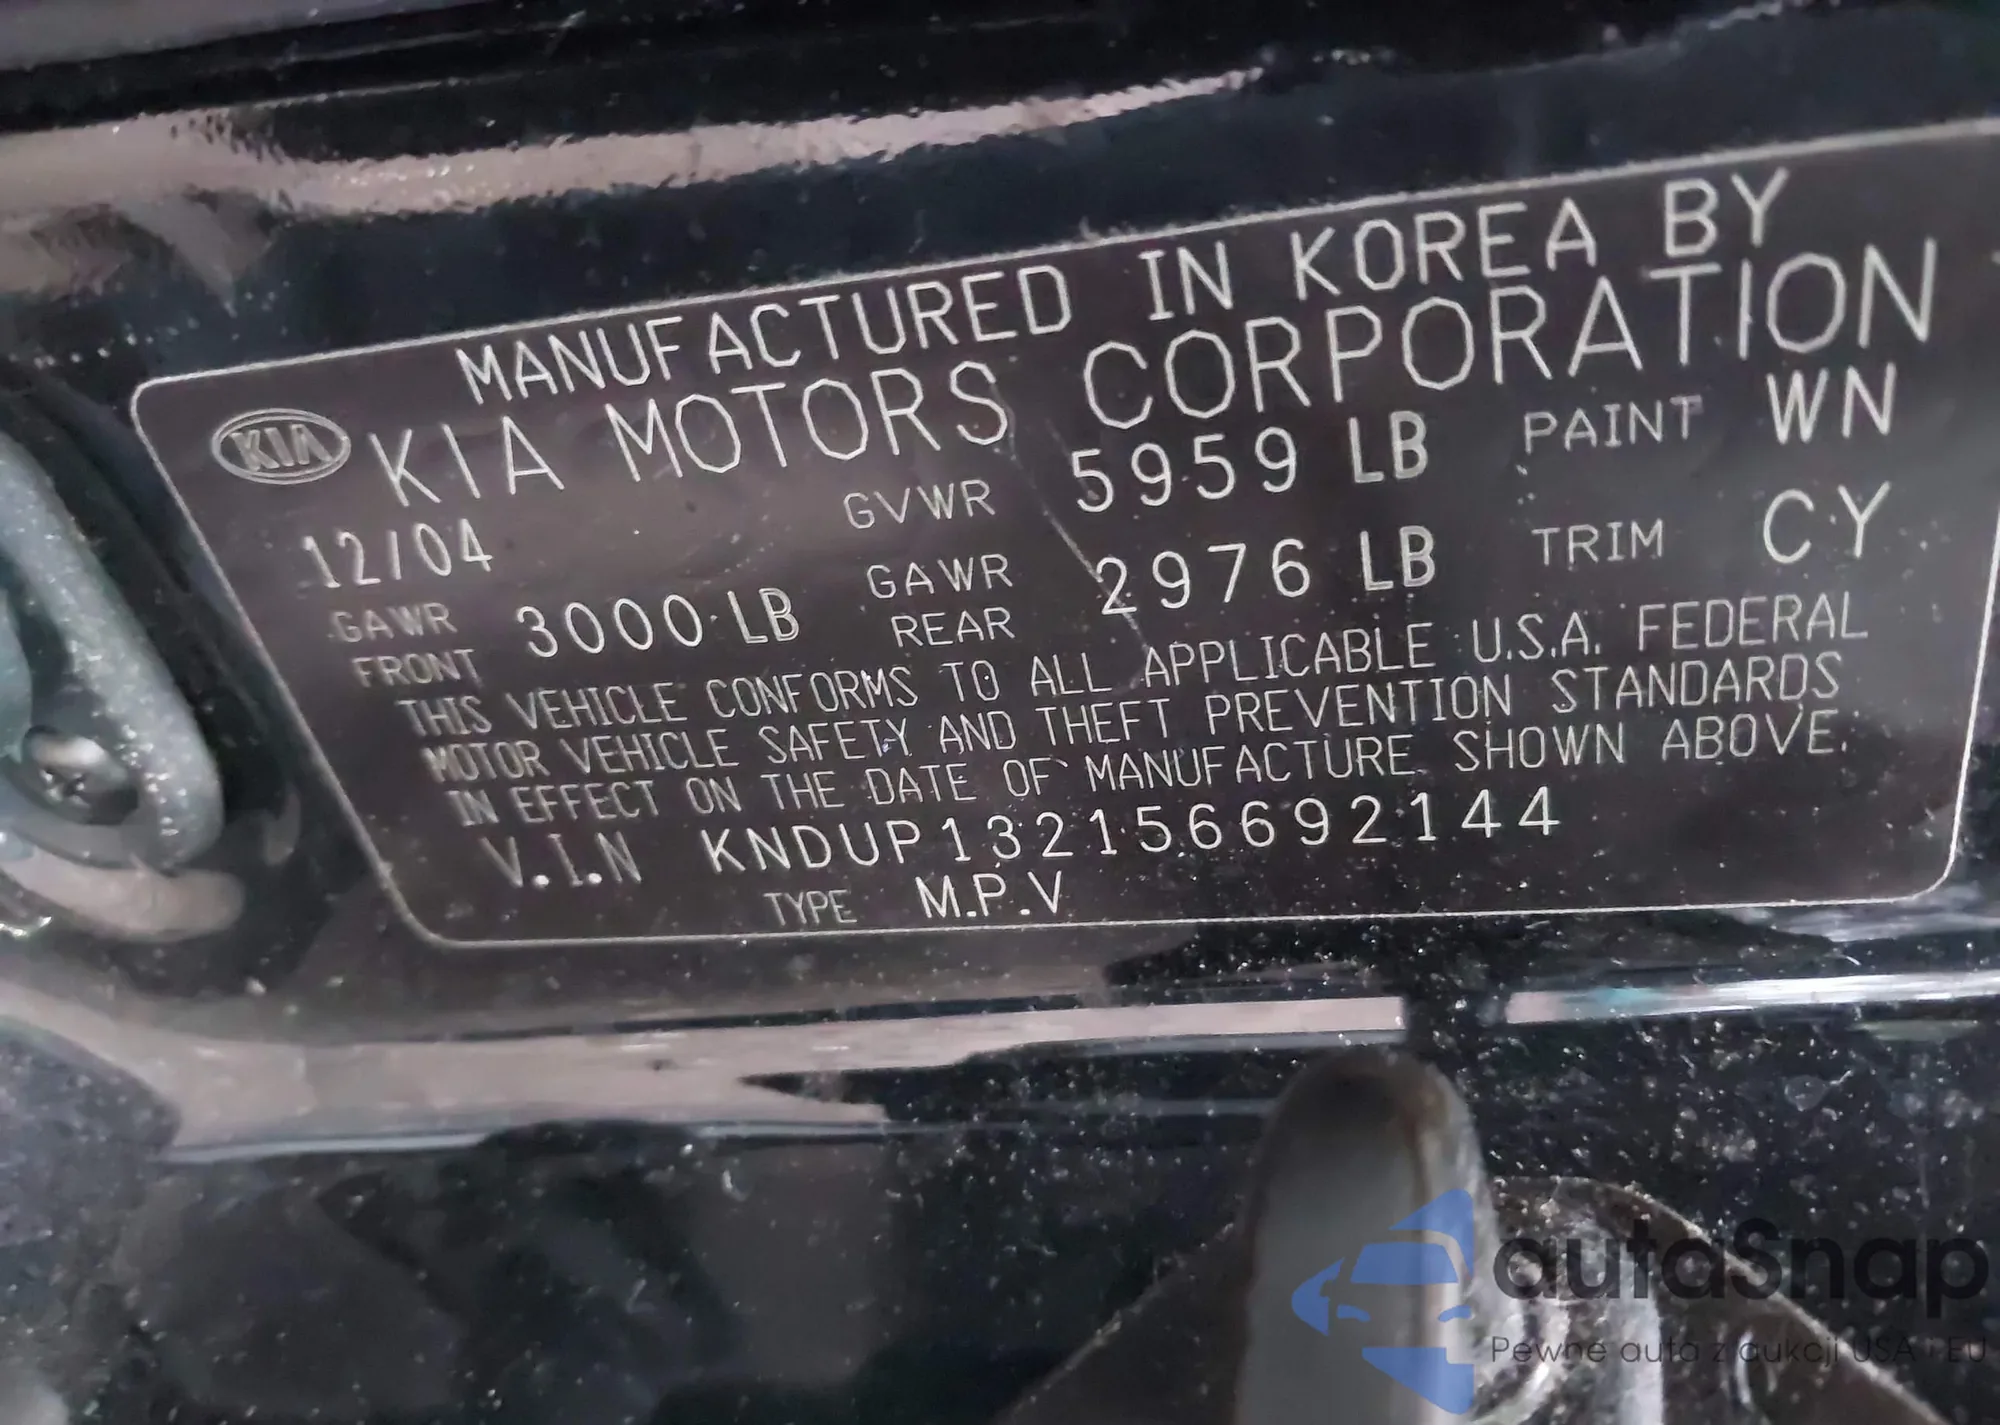 MANUFACTURED IN KOREA BY
KIA KIA MOTORS CORPORATION
12/04 GVWR 5959 LB PAINT WN
GAWR FRONT 3000 LB GAWR REAR 2976 LB TRIM CY
THIS VEHICLE CONFORMS TO ALL APPLICABLE U.S.A. FEDERAL
MOTOR VEHICLE SAFETY AND THEFT PREVENTION STANDARDS
IN EFFECT ON THE DATE OF MANUFACTURE SHOWN ABOVE.
V.I.N KNDUP132156692144
TYPE M.P.V
autoSnap
Pewne auta z aukcji USA i EU